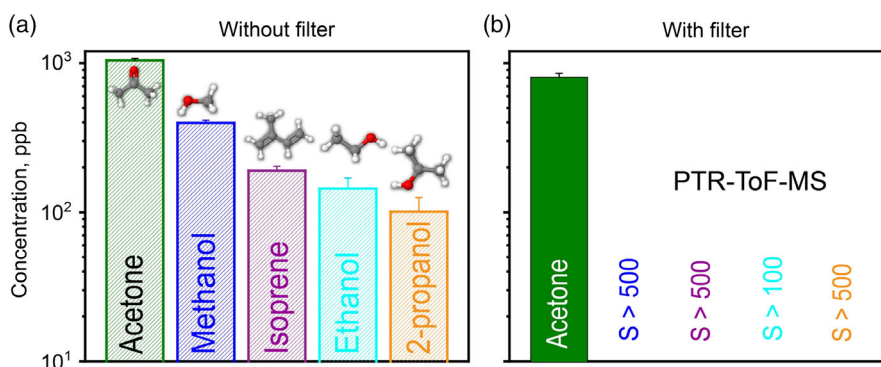 (a)
Without filter
Concentration, ppb
10³
10²
10¹
Acetone
Methanol
Isoprene
Ethanol
2-propanol
(b)
With filter
PTR-ToF-MS
Acetone
S > 500
S > 500
S > 100
S > 500